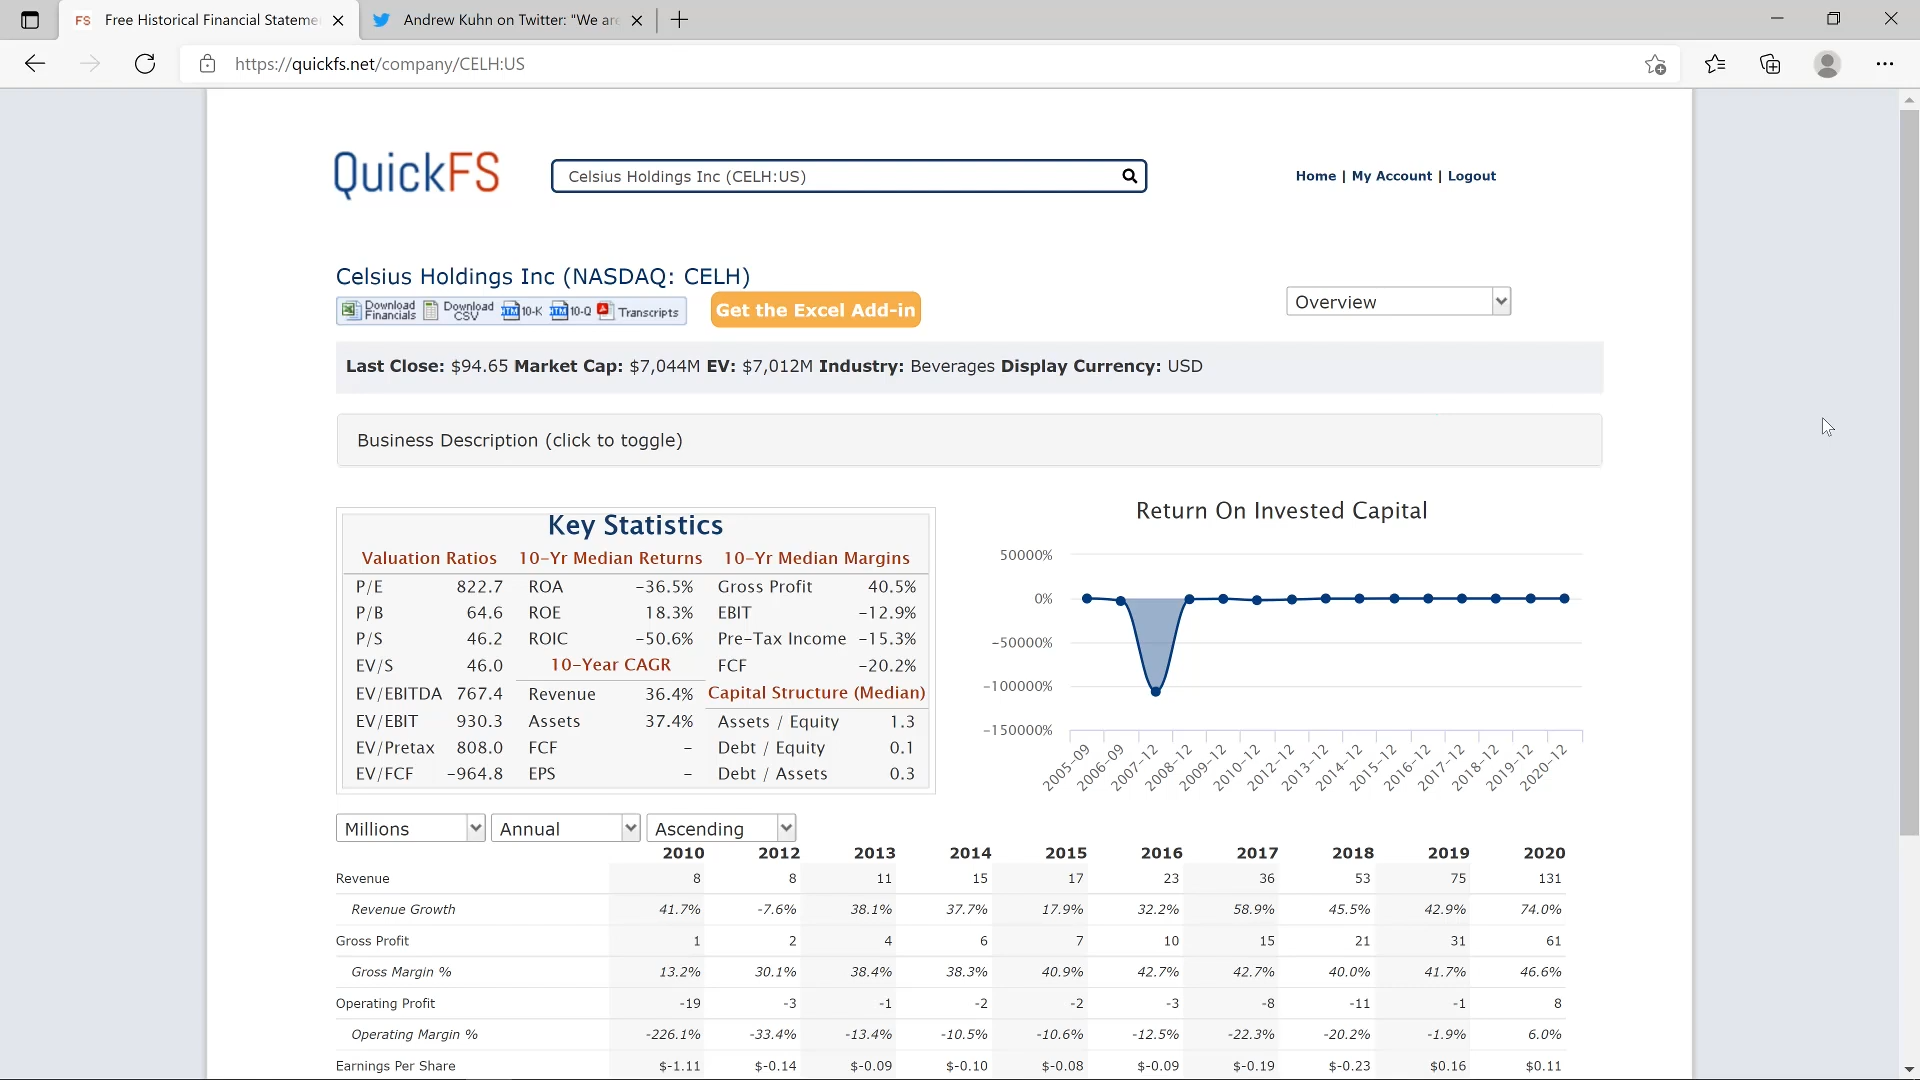 Free Historical Financial Stateme
Andrew Kuhn on Twitter: "We are
https://quickfs.net/company/CELH:US
QuickFS
Celsius Holdings Inc (CELH:US)
Home | My Account | Logout
Celsius Holdings Inc (NASDAQ: CELH)
Download Financials Download CSV 10-K 10-Q Transcripts
Get the Excel Add-in
Overview
Last Close: $94.65 Market Cap: $7,044M EV: $7,012M Industry: Beverages Display Currency: USD
Business Description (click to toggle)
Key Statistics
Valuation Ratios 10-Yr Median Returns 10-Yr Median Margins
P/E 822.7 ROA -36.5% Gross Profit 40.5%
P/B 64.6 ROE 18.3% EBIT -12.9%
P/S 46.2 ROIC -50.6% Pre-Tax Income -15.3%
EV/S 46.0 10-Year CAGR FCF -20.2%
EV/EBITDA 767.4 Revenue 36.4% Capital Structure (Median)
EV/EBIT 930.3 Assets 37.4% Assets / Equity 1.3
EV/Pretax 808.0 FCF - Debt / Equity 0.1
EV/FCF -964.8 EPS - Debt / Assets 0.3
Return On Invested Capital
50000%
0%
-50000%
-100000%
-150000%
2005-09 2006-09 2007-12 2008-12 2009-12 2010-12 2012-12 2013-12 2014-12 2015-12 2016-12 2017-12 2018-12 2019-12 2020-12
Millions Annual Ascending
2010 2012 2013 2014 2015 2016 2017 2018 2019 2020
Revenue 8 8 11 15 17 23 36 53 75 131
Revenue Growth 41.7% -7.6% 38.1% 37.7% 17.9% 32.2% 58.9% 45.5% 42.9% 74.0%
Gross Profit 1 2 4 6 7 10 15 21 31 61
Gross Margin % 13.2% 30.1% 38.4% 38.3% 40.9% 42.7% 42.7% 40.0% 41.7% 46.6%
Operating Profit -19 -3 -1 -2 -2 -3 -8 -11 -1 8
Operating Margin % -226.1% -33.4% -13.4% -10.5% -10.6% -12.5% -22.3% -20.2% -1.9% 6.0%
Earnings Per Share $-1.11 $-0.14 $-0.09 $-0.10 $-0.08 $-0.09 $-0.19 $-0.23 $0.16 $0.11